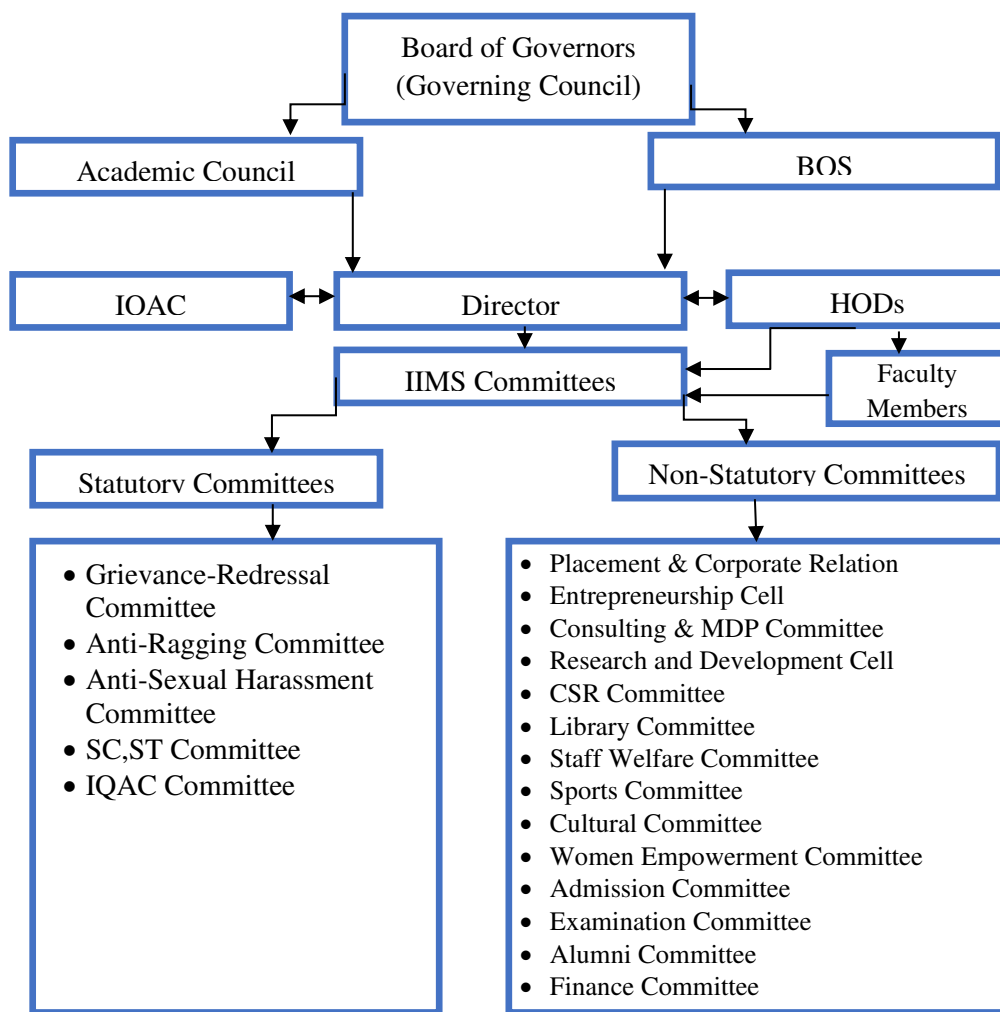 Board of Governors
(Governing Council)
Academic Council
BOS
IOAC
Director
HODs
IIMS Committees
Faculty
Members
Statutory Committees
Non-Statutory Committees
• Grievance-Redressal
Committee
• Anti-Ragging Committee
• Anti-Sexual Harassment
Committee
• SC,ST Committee
• IQAC Committee
• Placement & Corporate Relation
• Entrepreneurship Cell
• Consulting & MDP Committee
• Research and Development Cell
• CSR Committee
• Library Committee
• Staff Welfare Committee
• Sports Committee
• Cultural Committee
• Women Empowerment Committee
• Admission Committee
• Examination Committee
• Alumni Committee
• Finance Committee